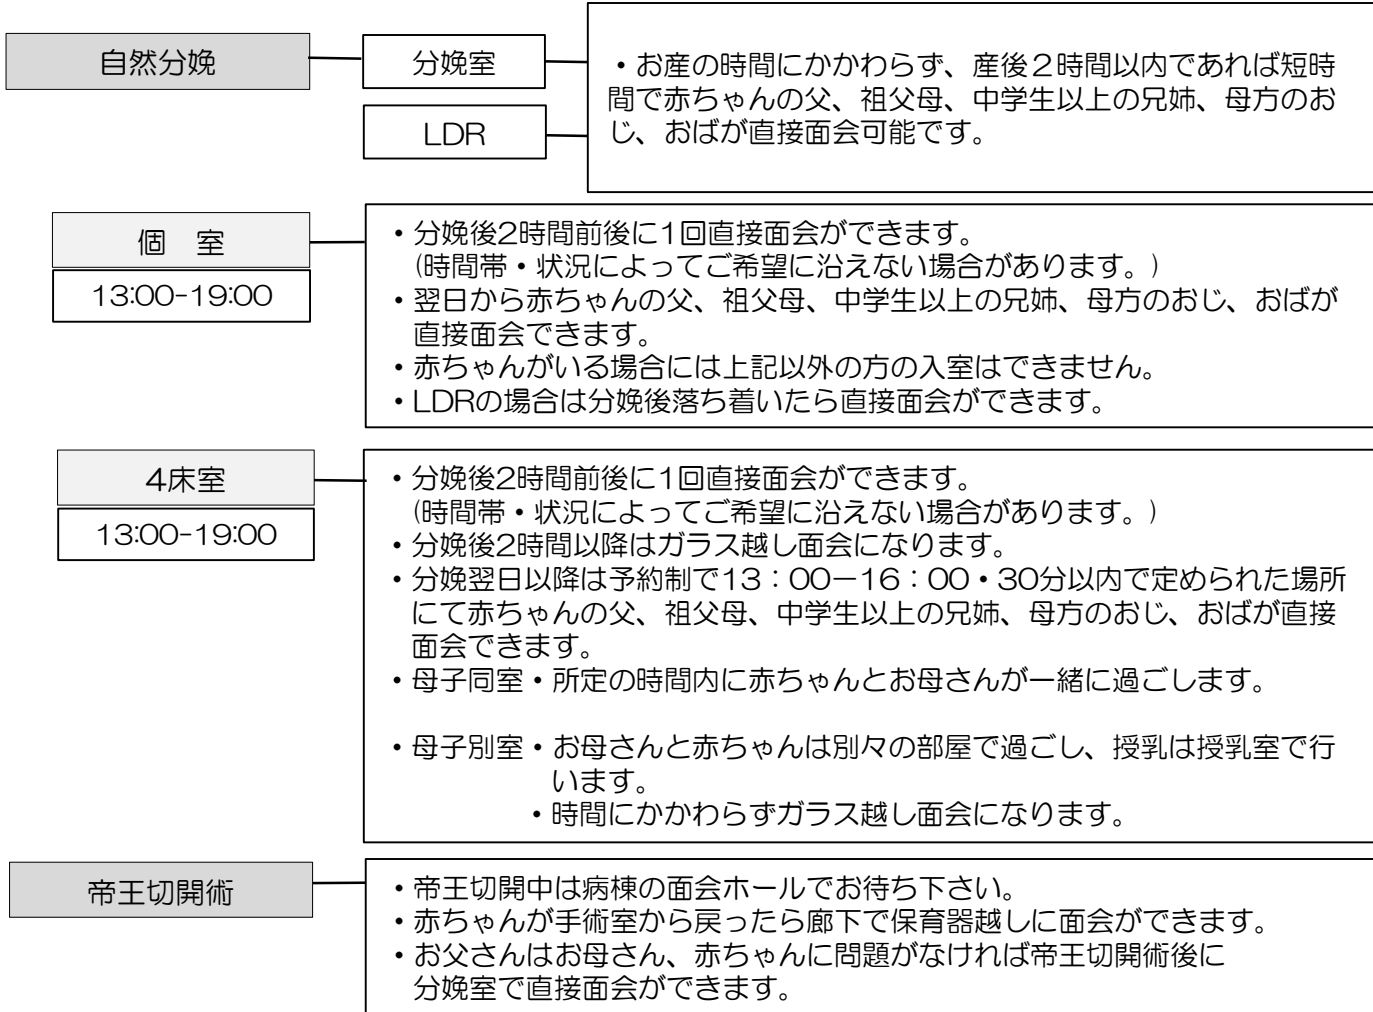 自然分娩
分娩室
LDR
・お産の時間にかかわらず、産後２時間以内であれば短時
間で赤ちゃんの父、祖父母、中学生以上の兄姉、母方のお
じ、おばが直接面会可能です。
個　室
13:00-19:00
・分娩後2時間前後に1回直接面会ができます。
(時間帯・状況によってご希望に沿えない場合があります。)
・翌日から赤ちゃんの父、祖父母、中学生以上の兄姉、母方のおじ、おばが
直接面会できます。
・赤ちゃんがいる場合には上記以外の方の入室はできません。
・LDRの場合は分娩後落ち着いたら直接面会ができます。
4床室
13:00-19:00
・分娩後2時間前後に1回直接面会ができます。
(時間帯・状況によってご希望に沿えない場合があります。)
・分娩後2時間以降はガラス越し面会になります。
・分娩翌日以降は予約制で13：00－16：00・30分以内で定められた場所
にて赤ちゃんの父、祖父母、中学生以上の兄姉、母方のおじ、おばが直接
面会できます。
・母子同室・所定の時間内に赤ちゃんとお母さんが一緒に過ごします。
・母子別室・お母さんと赤ちゃんは別々の部屋で過ごし、授乳は授乳室で行
います。
・時間にかかわらずガラス越し面会になります。
帝王切開術
・帝王切開中は病棟の面会ホールでお待ち下さい。
・赤ちゃんが手術室から戻ったら廊下で保育器越しに面会ができます。
・お父さんはお母さん、赤ちゃんに問題がなければ帝王切開術後に
分娩室で直接面会ができます。